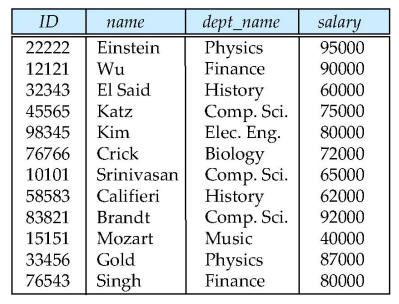 ID name dept_name salary
22222 Einstein Physics 95000
12121 Wu Finance 90000
32343 El Said History 60000
45565 Katz Comp. Sci. 75000
98345 Kim Elec. Eng. 80000
76766 Crick Biology 72000
10101 Srinivasan Comp. Sci. 65000
58583 Califieri History 62000
83821 Brandt Comp. Sci. 92000
15151 Mozart Music 40000
33456 Gold Physics 87000
76543 Singh Finance 80000